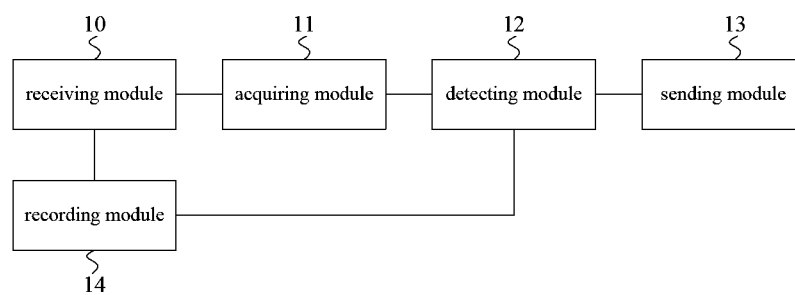 10 11 12 13
receiving module acquiring module detecting module sending module
recording module
14